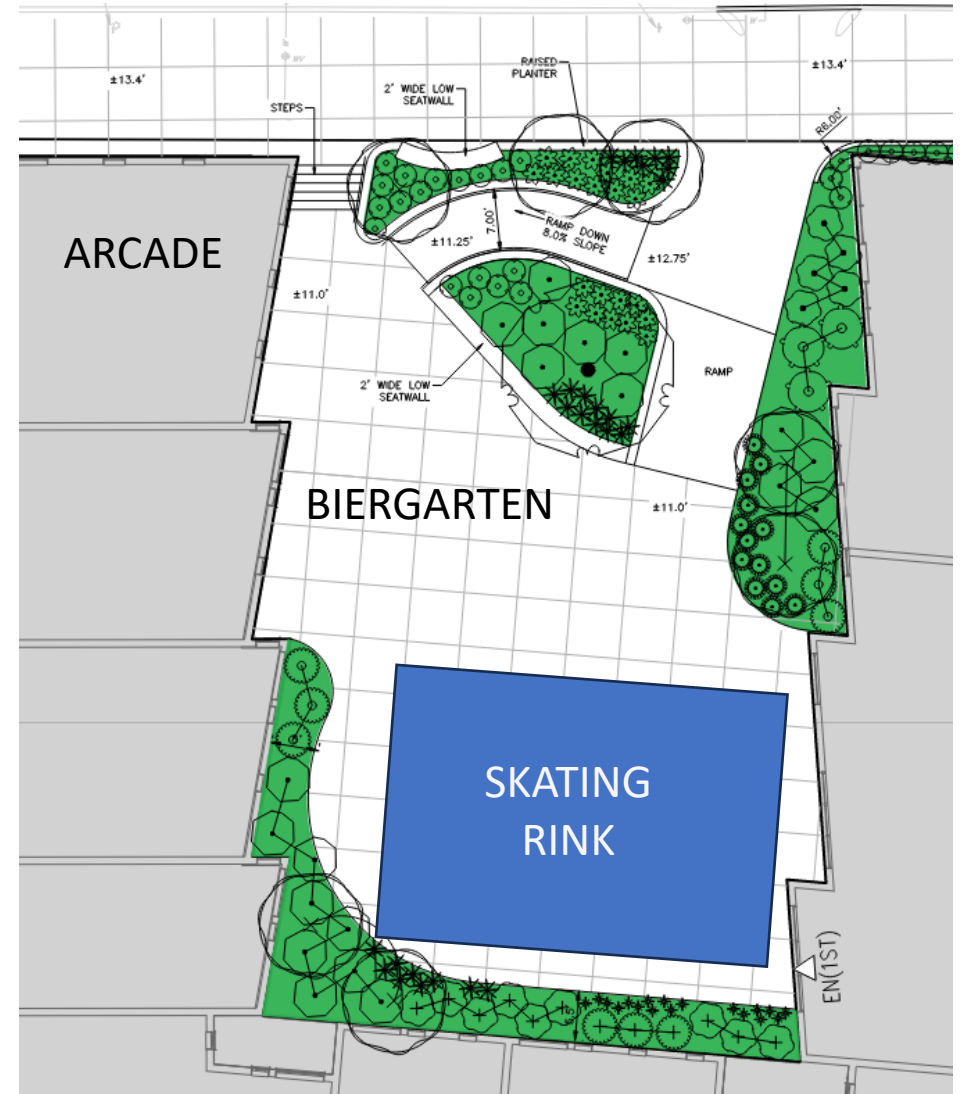 ±13.4'
RAISED
PLANTER
±13.4'
2' WIDE LOW
SEATWALL
STEPS
R6.00'
ARCADE
7.00'
RAMP DOWN
8.0% SLOPE
±11.25'
±12.75'
±11.0'
RAMP
2' WIDE LOW
SEATWALL
BIERGARTEN
±11.0'
SKATING
RINK
EN(1ST)